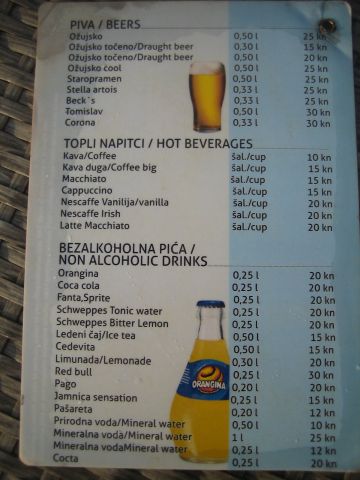 PIVA / BEERS
Ožujsko 0,50 l 25 kn
Ožujsko točeno/Draught beer 0,30 l 15 kn
Ožujsko točeno/Draught beer 0,50 l 20 kn
Ožujsko cool 0,50 l 25 kn
Staropramen 0,50 l 25 kn
Stella artois 0,33 l 25 kn
Beck`s 0,33 l 25 kn
Tomislav 0,50 l 30 kn
Corona 0,33 l 30 kn
TOPLI NAPITCI / HOT BEVERAGES
Kava/Coffee šal./cup 10 kn
Kava duga/Coffee big šal./cup 15 kn
Macchiato šal./cup 15 kn
Cappuccino šal./cup 15 kn
Nescaffe Vanilija/vanilla šal./cup 20 kn
Nescaffe Irish šal./cup 20 kn
Latte Macchiato šal./cup 20 kn
BEZALKOHOLNA PIĆA /
NON ALCOHOLIC DRINKS
Orangina 0,25 l 20 kn
Coca cola 0,25 l 20 kn
Fanta,Sprite 0,25 l 20 kn
Schweppes Tonic water 0,25 l 20 kn
Schweppes Bitter Lemon 0,25 l 20 kn
Ledeni čaj/Ice tea 0,50 l 15 kn
Cedevita 0,50 l 15 kn
Limunada/Lemonade 0,30 l 20 kn
Red bull 0,25 l 30 kn
Pago 0,20 l 20 kn
Jamnica sensation 0,25 l 15 kn
Pašareta 0,20 l 12 kn
Prirodna voda/Mineral water 0,50 l 10 kn
Mineralna voda/Mineral water 1 l 25 kn
Mineralna vodaMineral water 0,25 l 12 kn
Cocta 0,25 l 20 kn
ORANGINA